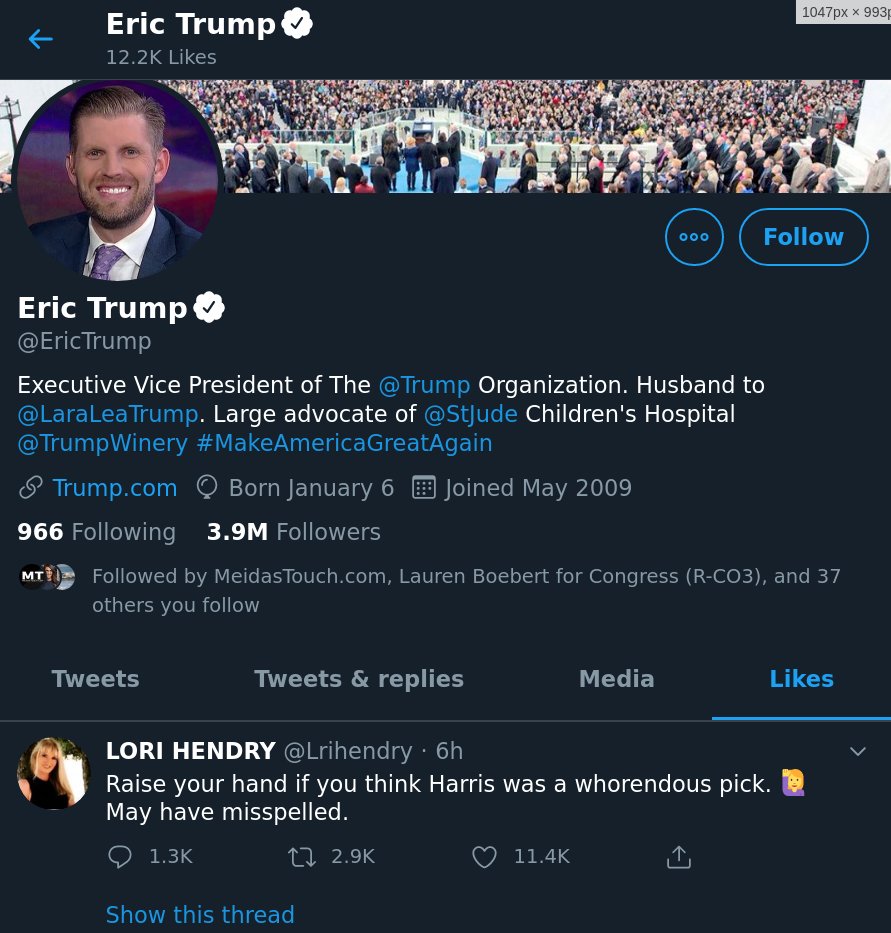 Eric Trump
1047px × 993p
12.2K Likes
Follow
Eric Trump
@EricTrump
Executive Vice President of The @Trump Organization. Husband to
@LaraLeaTrump. Large advocate of @StJude Children's Hospital
@TrumpWinery #MakeAmericaGreatAgain
Trump.com Born January 6 Joined May 2009
966 Following 3.9M Followers
MT
Followed by MeidasTouch.com, Lauren Boebert for Congress (R-CO3), and 37
others you follow
Tweets Tweets & replies Media Likes
LORI HENDRY @Lrihendry · 6h
Raise your hand if you think Harris was a whorendous pick. 🙋‍♀️
May have misspelled.
1.3K 2.9K 11.4K
Show this thread